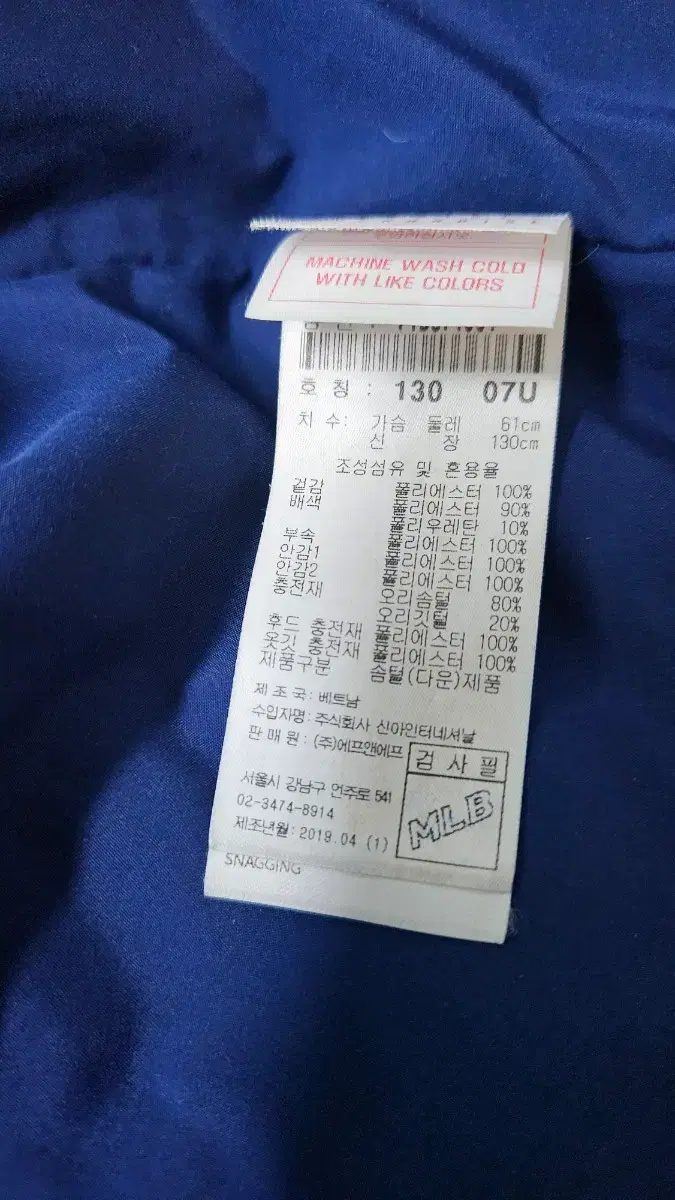 MACHINE WASH COLD
WITH LIKE COLORS
호 칭 : 130 07U
치 수: 가슴 둘레 61cm
신 장 130cm
조성섬유 및 혼용율
겉감 폴리에스터 100%
배색 폴리에스터 90%
폴리우레탄 10%
부속 폴리에스터 100%
안감1 폴리에스터 100%
안감2 폴리에스터 100%
충전재 오리솜털 80%
오리깃털 20%
후드 충전재 폴리에스터 100%
옷깃 충전재 폴리에스터 100%
제품구분 솜털(다운)제품
제 조 국: 베트남
수입자명: 주식회사 신아인터네셔날
판 매 원 : (주)에프앤에프
서울시 강남구 언주로 541
02-3474-8914
제조년월: 2019.04 (1)
검 사 필
MLB
SNAGGING